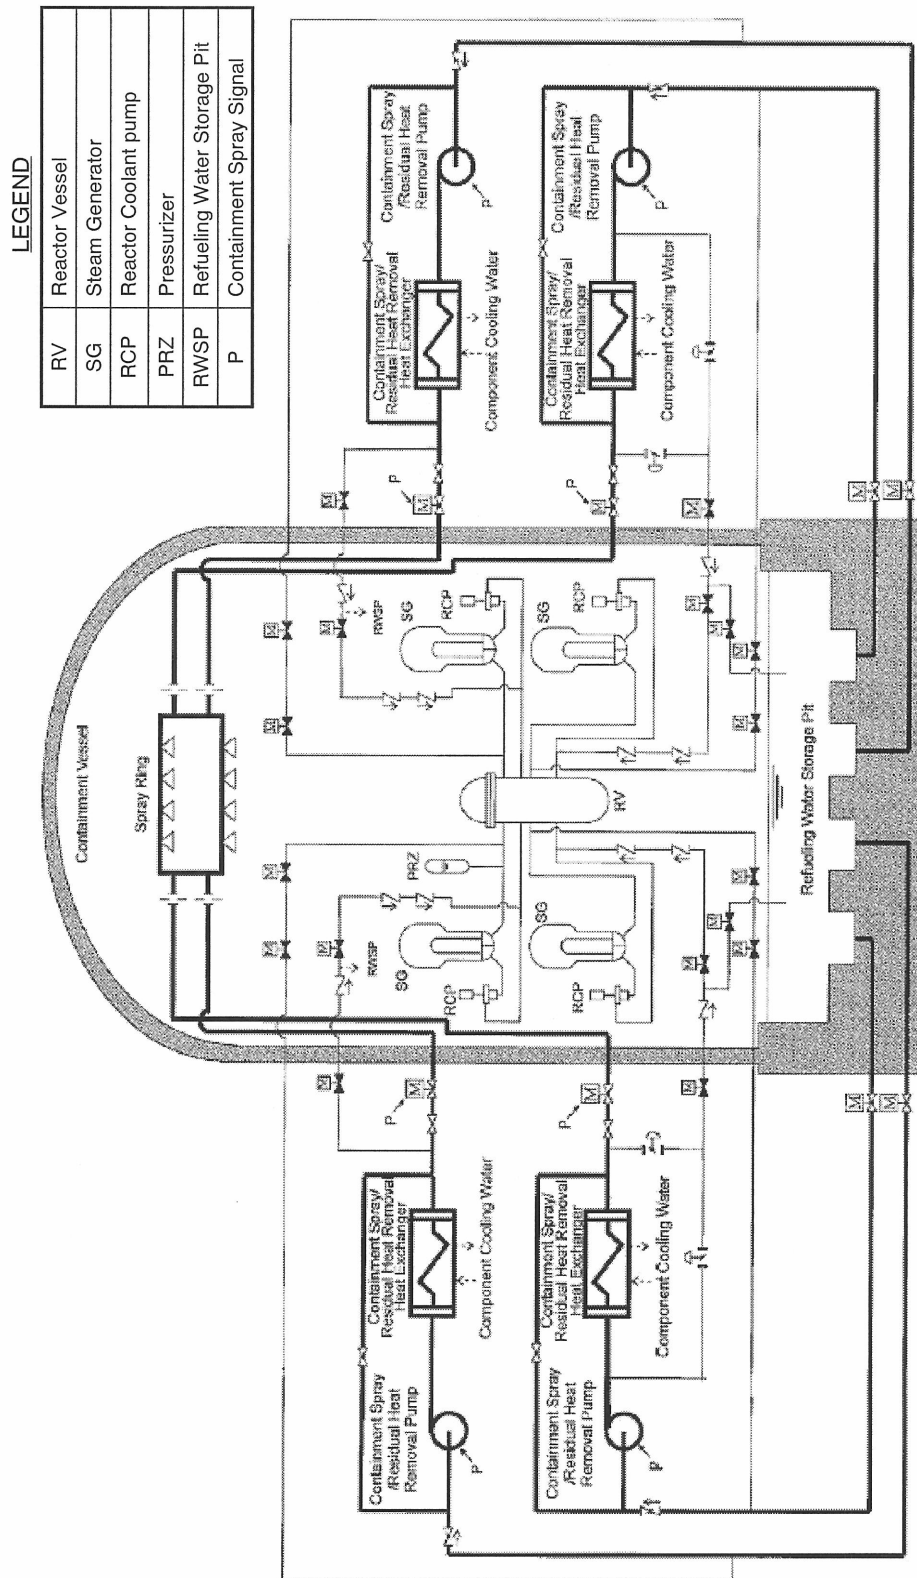 LEGEND
RV Reactor Vessel
SG Steam Generator
RCP Reactor Coolant pump
PRZ Pressurizer
RWSP Refueling Water Storage Pit
P Containment Spray Signal
Containment Vessel
Spray Ring
Containment Spray
/Residual Heat
Removal Pump
P
Containment Spray/
Residual Heat Removal
Heat Exchanger
Component Cooling Water
P
M
Containment Spray
/Residual Heat
Removal Pump
P
Containment Spray/
Residual Heat Removal
Heat Exchanger
Component Cooling Water
P
M
M
M
M
M
M
M
RWSP
SG
RCP
SG
RCP
M
M
M
M
M
M
RV
PRZ
M
M
M
M
RWSP
SG
RCP
SG
RCP
M
M
M
M
M
Refueling Water Storage Pit
M
M
M
P
M
Containment Spray/
Residual Heat Removal
Heat Exchanger
Component Cooling Water
Containment Spray
/Residual Heat
Removal Pump
P
P
M
Containment Spray/
Residual Heat Removal
Heat Exchanger
Component Cooling Water
Containment Spray
/Residual Heat
Removal Pump
P